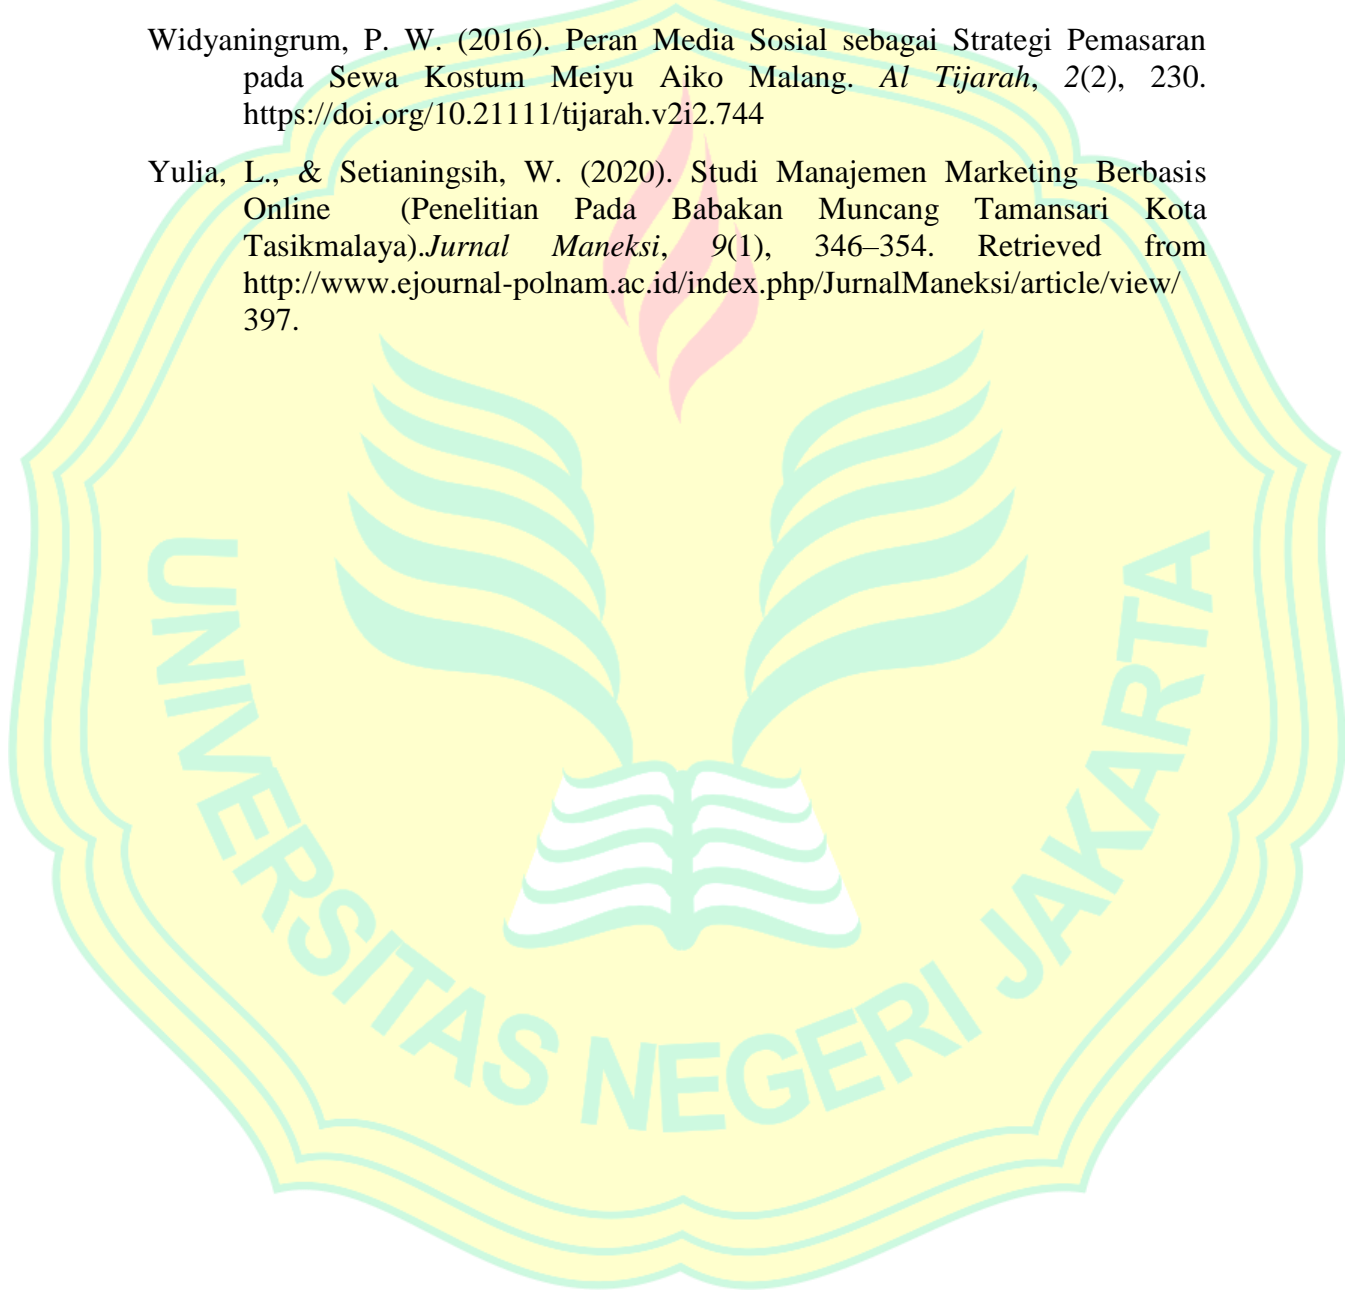 Widyaningrum, P. W. (2016). Peran Media Sosial sebagai Strategi Pemasaran
pada Sewa Kostum Meiyu Aiko Malang. Al Tijarah, 2(2), 230.
https://doi.org/10.21111/tijarah.v2i2.744
Yulia, L., & Setianingsih, W. (2020). Studi Manajemen Marketing Berbasis
Online (Penelitian Pada Babakan Muncang Tamansari Kota
Tasikmalaya).Jurnal Maneksi, 9(1), 346–354. Retrieved from
http://www.ejournal-polnam.ac.id/index.php/JurnalManeksi/article/view/
397.
UNIVERSITAS NEGERI JAKARTA